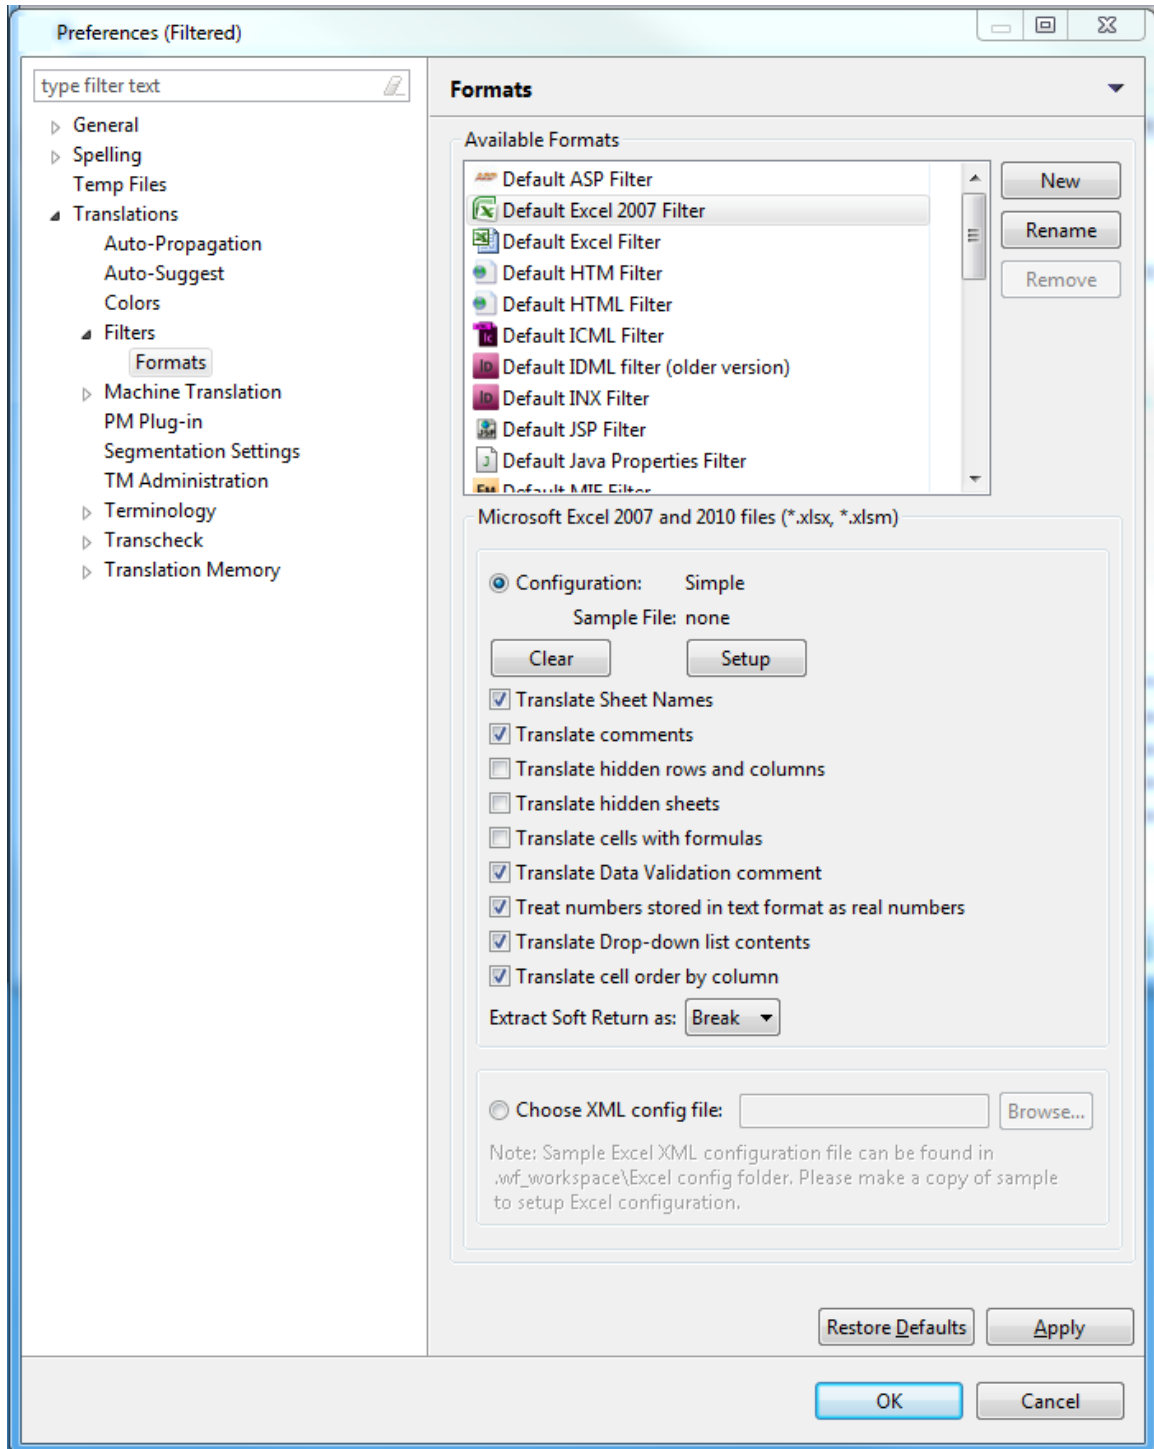 Preferences (Filtered)
type filter text
General
Spelling
Temp Files
Translations
Auto-Propagation
Auto-Suggest
Colors
Filters
Formats
Machine Translation
PM Plug-in
Segmentation Settings
TM Administration
Terminology
Transcheck
Translation Memory
Formats
Available Formats
Default ASP Filter
Default Excel 2007 Filter
Default Excel Filter
Default HTM Filter
Default HTML Filter
Default ICML Filter
Default IDML filter (older version)
Default INX Filter
Default JSP Filter
Default Java Properties Filter
Default MIF Filter
New
Rename
Remove
Microsoft Excel 2007 and 2010 files (*.xlsx, *.xlsm)
Configuration: Simple
Sample File: none
Clear Setup
Translate Sheet Names
Translate comments
Translate hidden rows and columns
Translate hidden sheets
Translate cells with formulas
Translate Data Validation comment
Treat numbers stored in text format as real numbers
Translate Drop-down list contents
Translate cell order by column
Extract Soft Return as: Break
Choose XML config file: Browse...
Note: Sample Excel XML configuration file can be found in
.wf_workspace\Excel config folder. Please make a copy of sample
to setup Excel configuration.
Restore Defaults Apply
OK Cancel